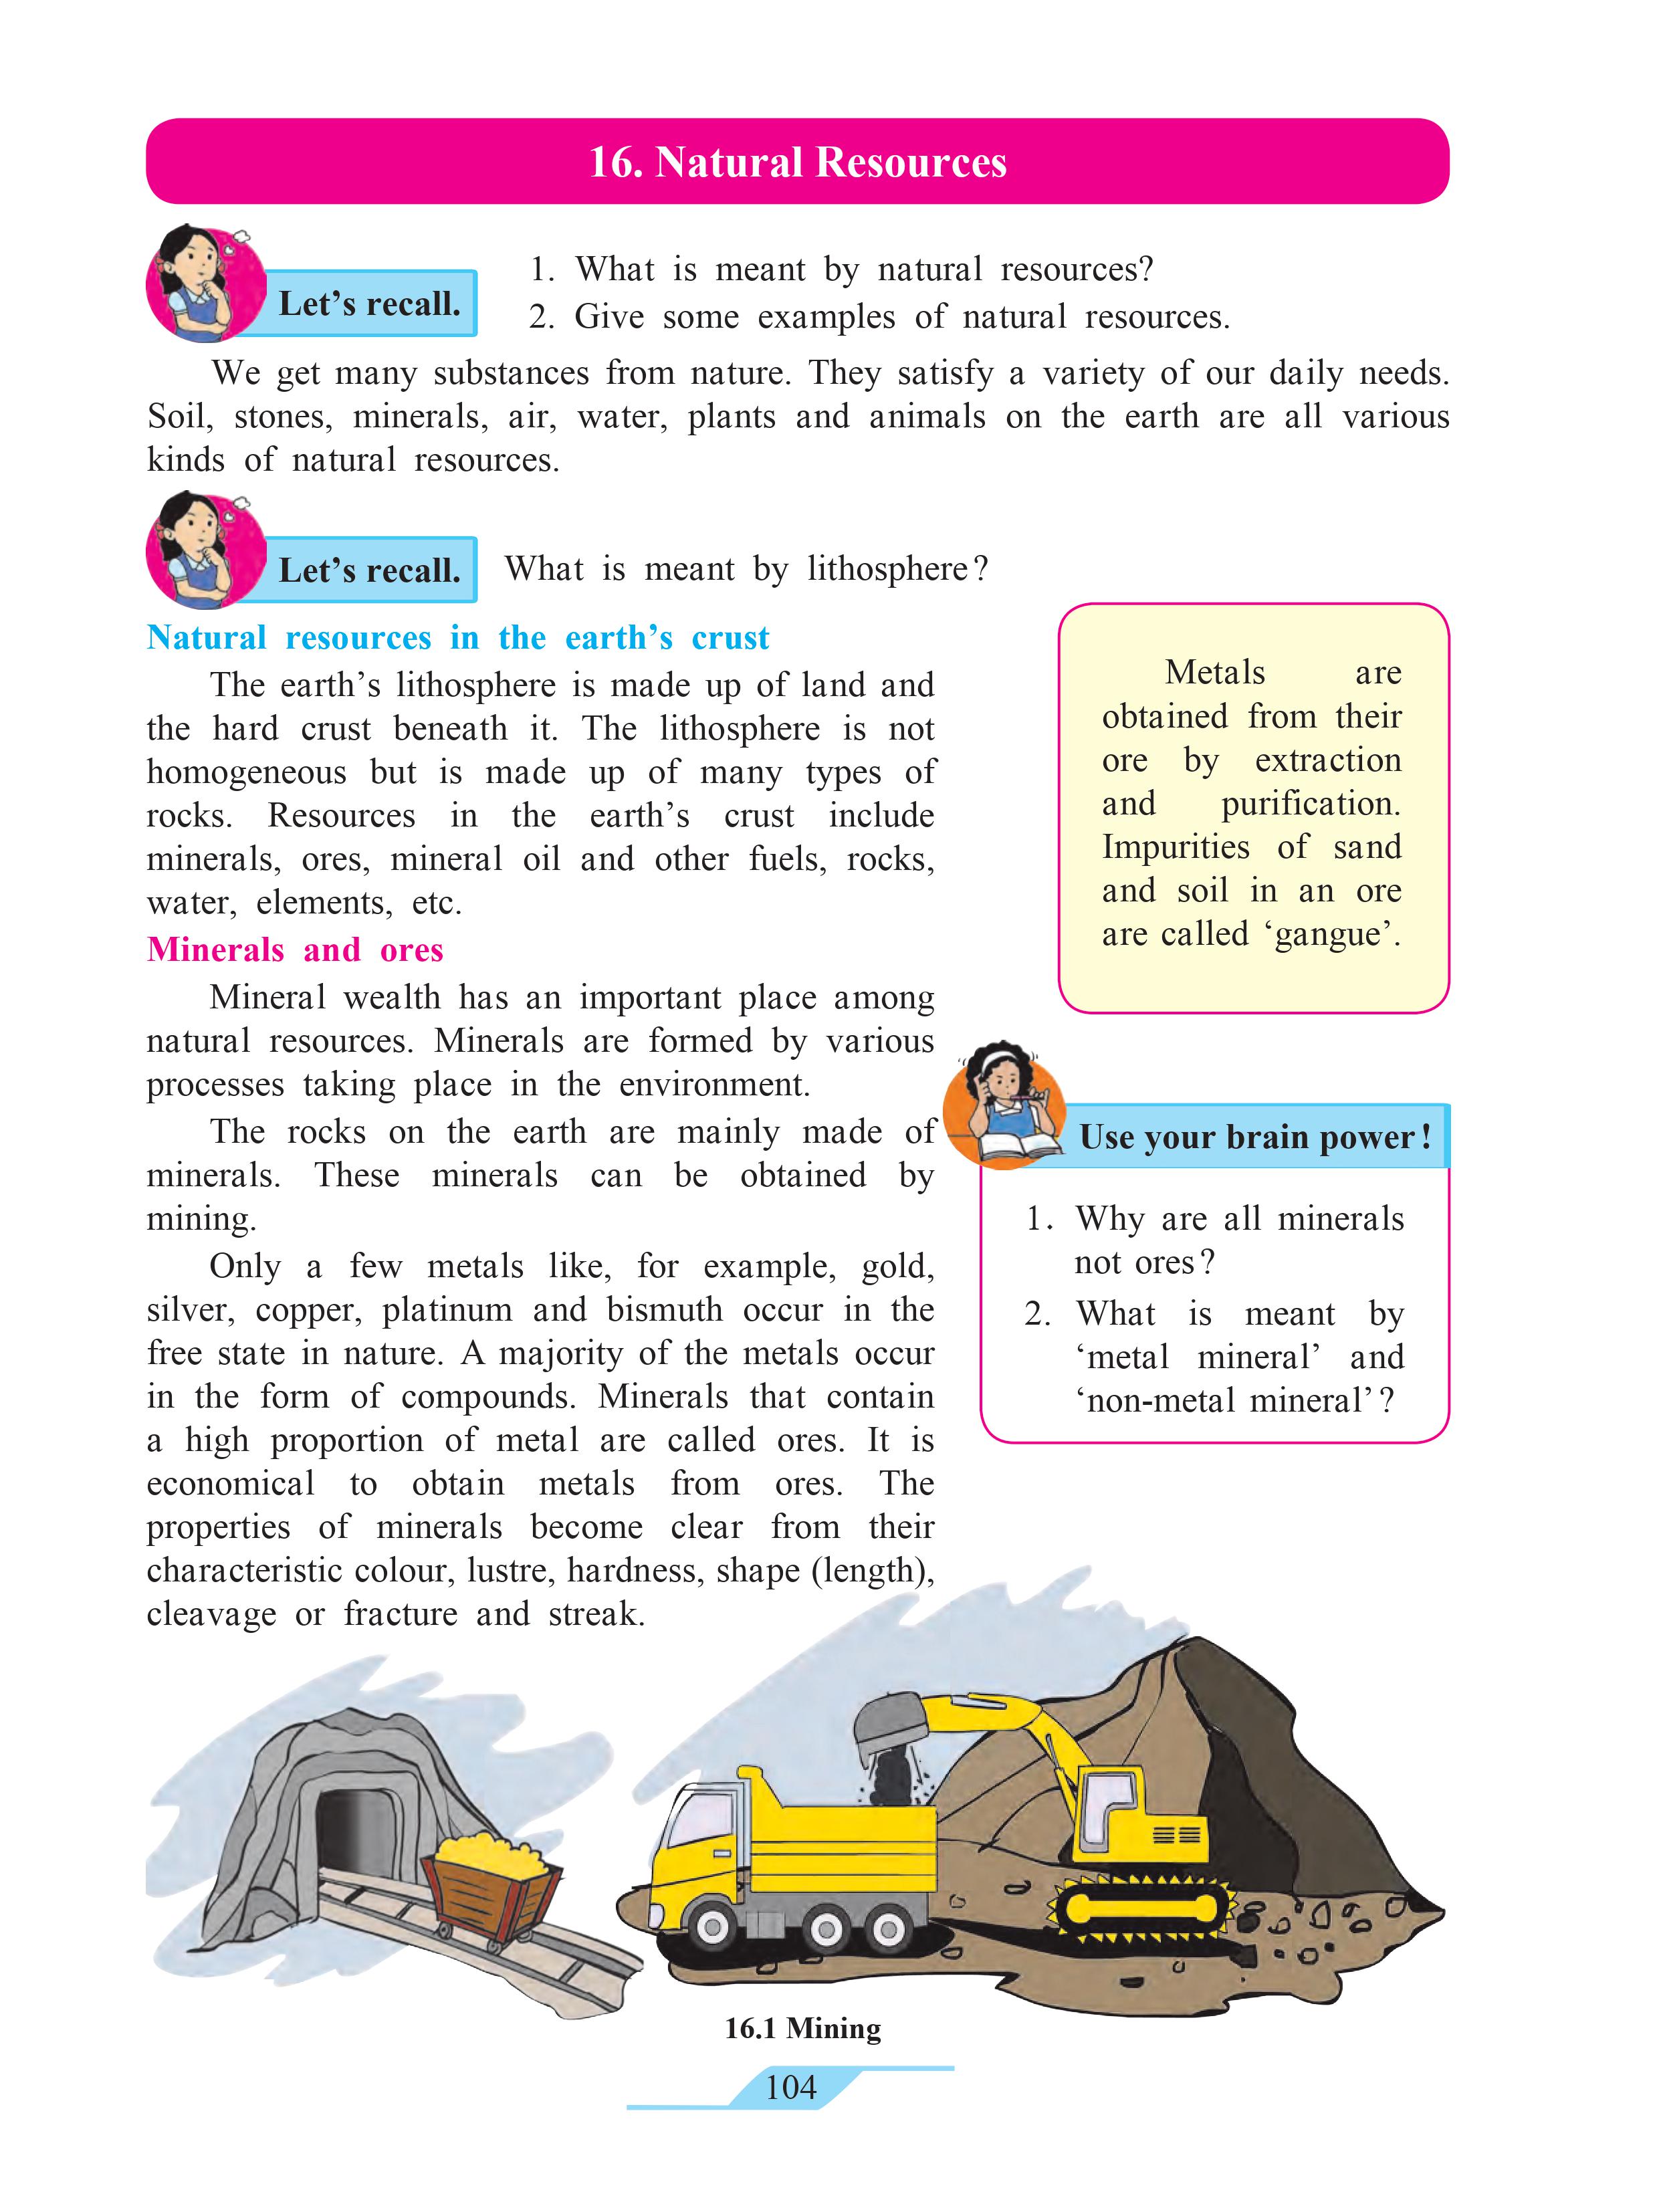 16. Natural Resources
Let’s recall.
1. What is meant by natural resources?
2. Give some examples of natural resources.
We get many substances from nature. They satisfy a variety of our daily needs.
Soil, stones, minerals, air, water, plants and animals on the earth are all various
kinds of natural resources.
Let’s recall.
What is meant by lithosphere?
Natural resources in the earth’s crust
The earth’s lithosphere is made up of land and
the hard crust beneath it. The lithosphere is not
homogeneous but is made up of many types of
rocks. Resources in the earth’s crust include
minerals, ores, mineral oil and other fuels, rocks,
water, elements, etc.
Minerals and ores
Mineral wealth has an important place among
natural resources. Minerals are formed by various
processes taking place in the environment.
The rocks on the earth are mainly made of
minerals. These minerals can be obtained by
mining.
Only a few metals like, for example, gold,
silver, copper, platinum and bismuth occur in the
free state in nature. A majority of the metals occur
in the form of compounds. Minerals that contain
a high proportion of metal are called ores. It is
economical to obtain metals from ores. The
properties of minerals become clear from their
characteristic colour, lustre, hardness, shape (length),
cleavage or fracture and streak.
Metals are
obtained from their
ore by extraction
and purification.
Impurities of sand
and soil in an ore
are called ‘gangue’.
Use your brain power!
1. Why are all minerals
not ores?
2. What is meant by
‘metal mineral’ and
‘non-metal mineral’?
16.1 Mining
104